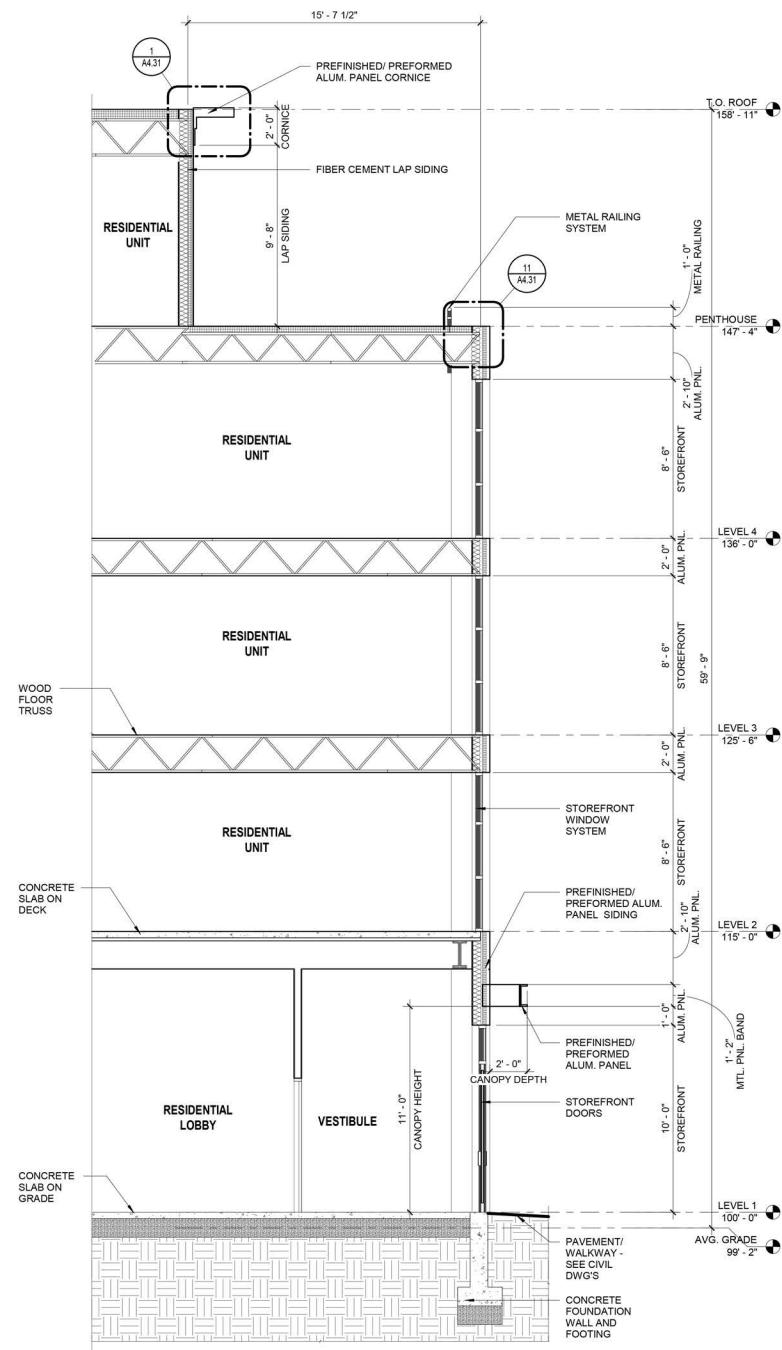 15' - 7 1/2"
1
A4.31
PREFINISHED/ PREFORMED
ALUM. PANEL CORNICE
T.O. ROOF
158' - 11"
2' - 0"
CORNICE
FIBER CEMENT LAP SIDING
RESIDENTIAL
UNIT
9' - 8"
LAP SIDING
METAL RAILING
SYSTEM
11
A4.31
1' - 0"
METAL RAILING
PENTHOUSE
147' - 4"
2' - 10"
ALUM. PNL.
RESIDENTIAL
UNIT
8' - 6"
STOREFRONT
LEVEL 4
136' - 0"
2' - 0"
ALUM. PNL.
RESIDENTIAL
UNIT
8' - 6"
STOREFRONT
59' - 9"
WOOD
FLOOR
TRUSS
LEVEL 3
125' - 6"
2' - 0"
ALUM. PNL.
STOREFRONT
WINDOW
SYSTEM
RESIDENTIAL
UNIT
8' - 6"
STOREFRONT
CONCRETE
SLAB ON
DECK
PREFINISHED/
PREFORMED ALUM.
PANEL SIDING
2' - 10"
ALUM. PNL.
LEVEL 2
115' - 0"
1' - 0"
ALUM. PNL.
1' - 2"
MTL. PNL. BAND
PREFINISHED/
PREFORMED
ALUM. PANEL
2' - 0"
CANOPY DEPTH
11' - 0"
CANOPY HEIGHT
STOREFRONT
DOORS
10' - 0"
STOREFRONT
RESIDENTIAL
LOBBY
VESTIBULE
CONCRETE
SLAB ON
GRADE
LEVEL 1
100' - 0"
AVG. GRADE
99' - 2"
PAVEMENT/
WALKWAY -
SEE CIVIL
DWG'S
CONCRETE
FOUNDATION
WALL AND
FOOTING